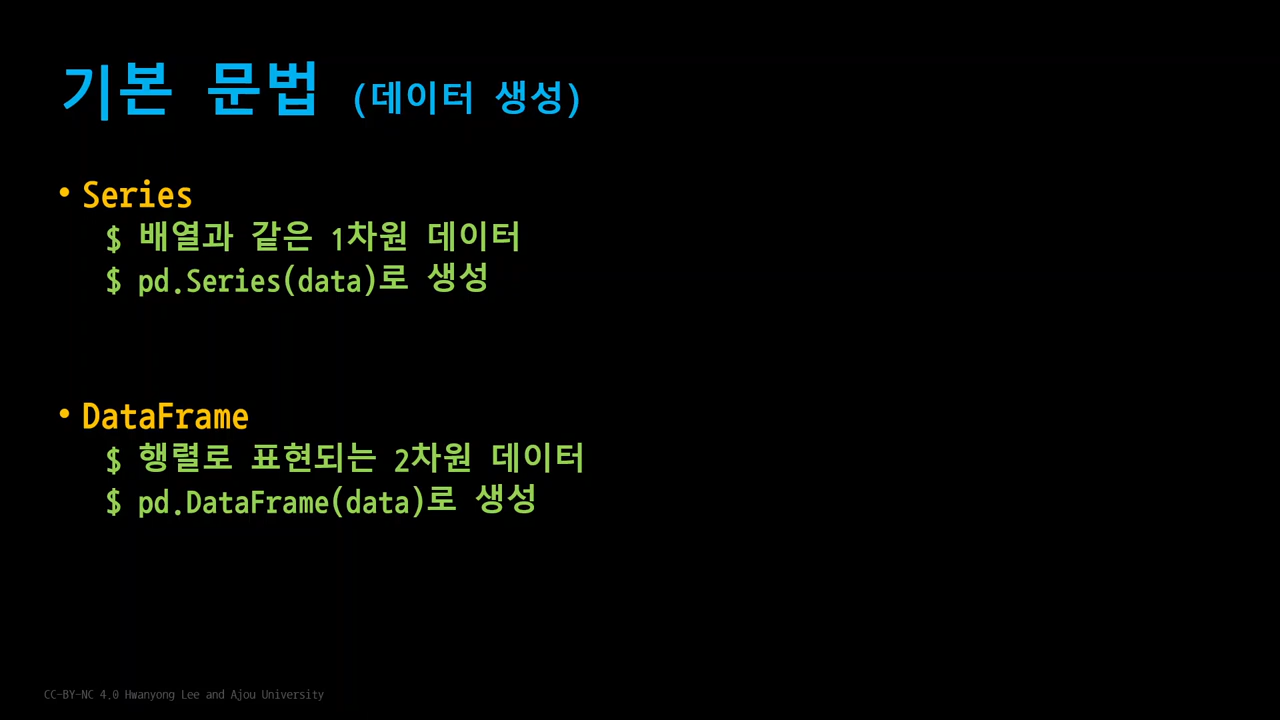 기본 문법 (데이터 생성)
• Series
$ 배열과 같은 1차원 데이터
$ pd.Series(data)로 생성
• DataFrame
$ 행렬로 표현되는 2차원 데이터
$ pd.DataFrame(data)로 생성
CC-BY-NC 4.0 Hwanyong Lee and Ajou University